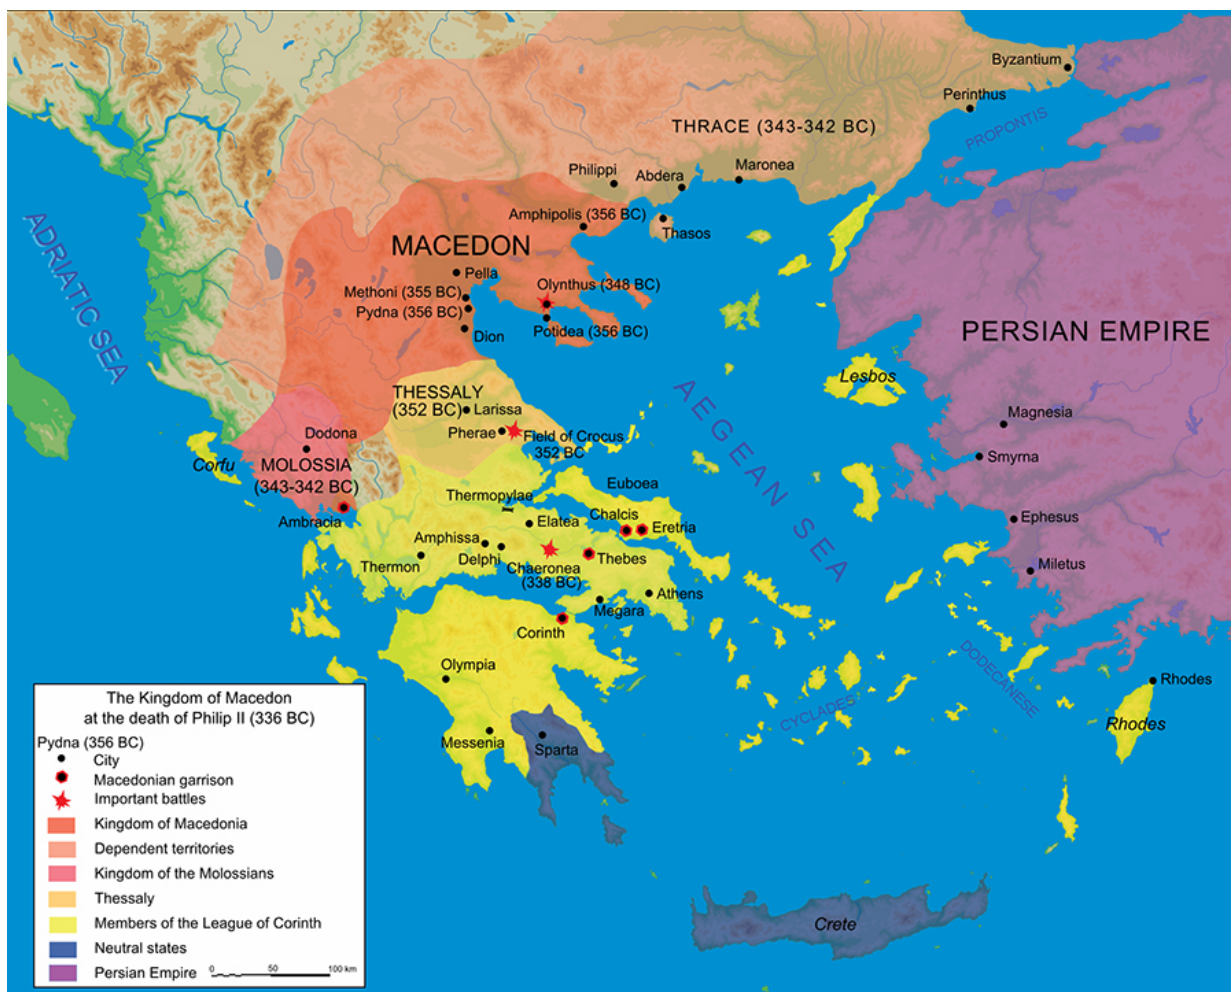 Byzantium
Perinthus
THRACE (343-342 BC)
PROPONTIS
Philippi
Abdera
Maronea
Amphipolis (356 BC)
Thasos
ADRIATIC SEA
MACEDON
Pella
Olynthus (348 BC)
Methoni (355 BC)
Pydna (356 BC)
Potidea (356 BC)
Dion
PERSIAN EMPIRE
Lesbos
THESSALY
(352 BC)
Larissa
AEGEAN SEA
Magnesia
Pherae
Field of Crocus
352 BC
Dodona
Corfu
MOLOSSIA
(343-342 BC)
Smyrna
Euboea
Thermopylae
Ambracia
Chalcis
Eretria
Elatea
Ephesus
Amphissa
Delphi
Thermon
Chaeronea
(338 BC)
Thebes
Miletus
Athens
Megara
Corinth
Olympia
DODECANESE
Rhodes
CYCLADES
Rhodes
Messenia
Sparta
Crete
The Kingdom of Macedon
at the death of Philip II (336 BC)
Pydna (356 BC)
City
Macedonian garrison
Important battles
Kingdom of Macedonia
Dependent territories
Kingdom of the Molossians
Thessaly
Members of the League of Corinth
Neutral states
Persian Empire
0 50 100 km